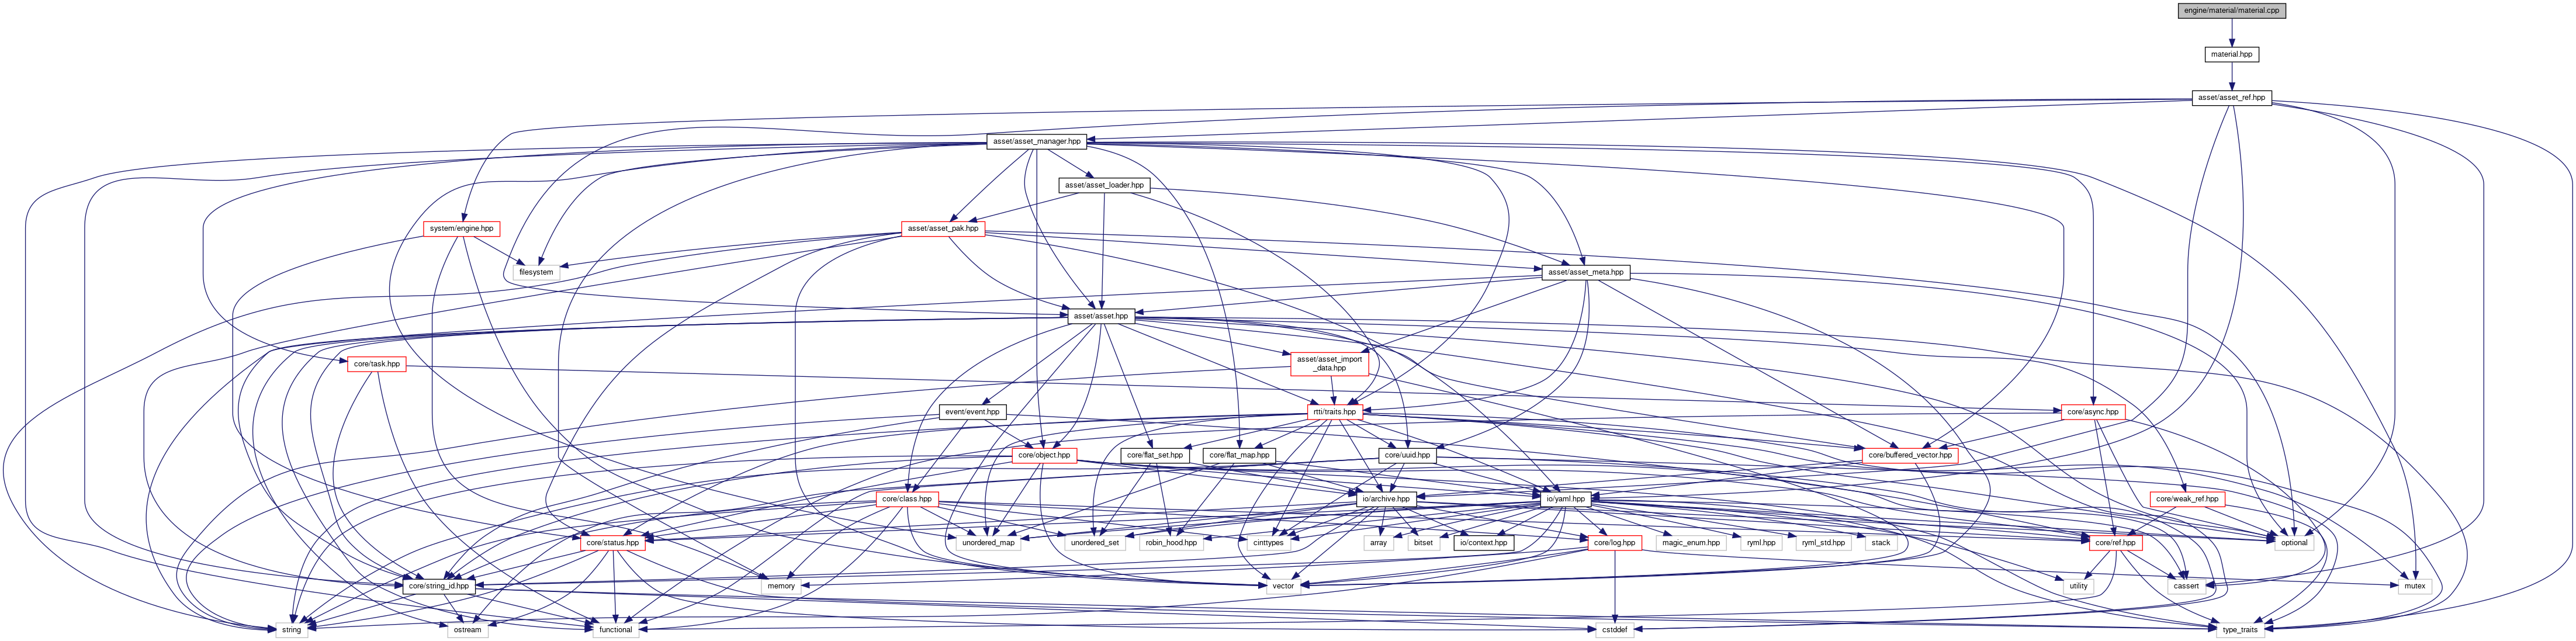 engine/material/material.cpp
material.hpp
asset/asset_ref.hpp
asset/asset_manager.hpp
asset/asset_loader.hpp
system/engine.hpp
asset/asset_pak.hpp
filesystem
asset/asset_meta.hpp
asset/asset.hpp
core/task.hpp
asset/asset_import
_data.hpp
event/event.hpp
rtti/traits.hpp
core/async.hpp
core/object.hpp
core/flat_set.hpp
core/flat_map.hpp
core/uuid.hpp
core/buffered_vector.hpp
core/class.hpp
io/archive.hpp
io/yaml.hpp
core/weak_ref.hpp
core/status.hpp
unordered_map
unordered_set
robin_hood.hpp
cinttypes
array
bitset
io/context.hpp
core/log.hpp
magic_enum.hpp
ryml.hpp
ryml_std.hpp
stack
core/ref.hpp
optional
core/string_id.hpp
memory
vector
utility
cassert
mutex
string
ostream
functional
cstddef
type_traits